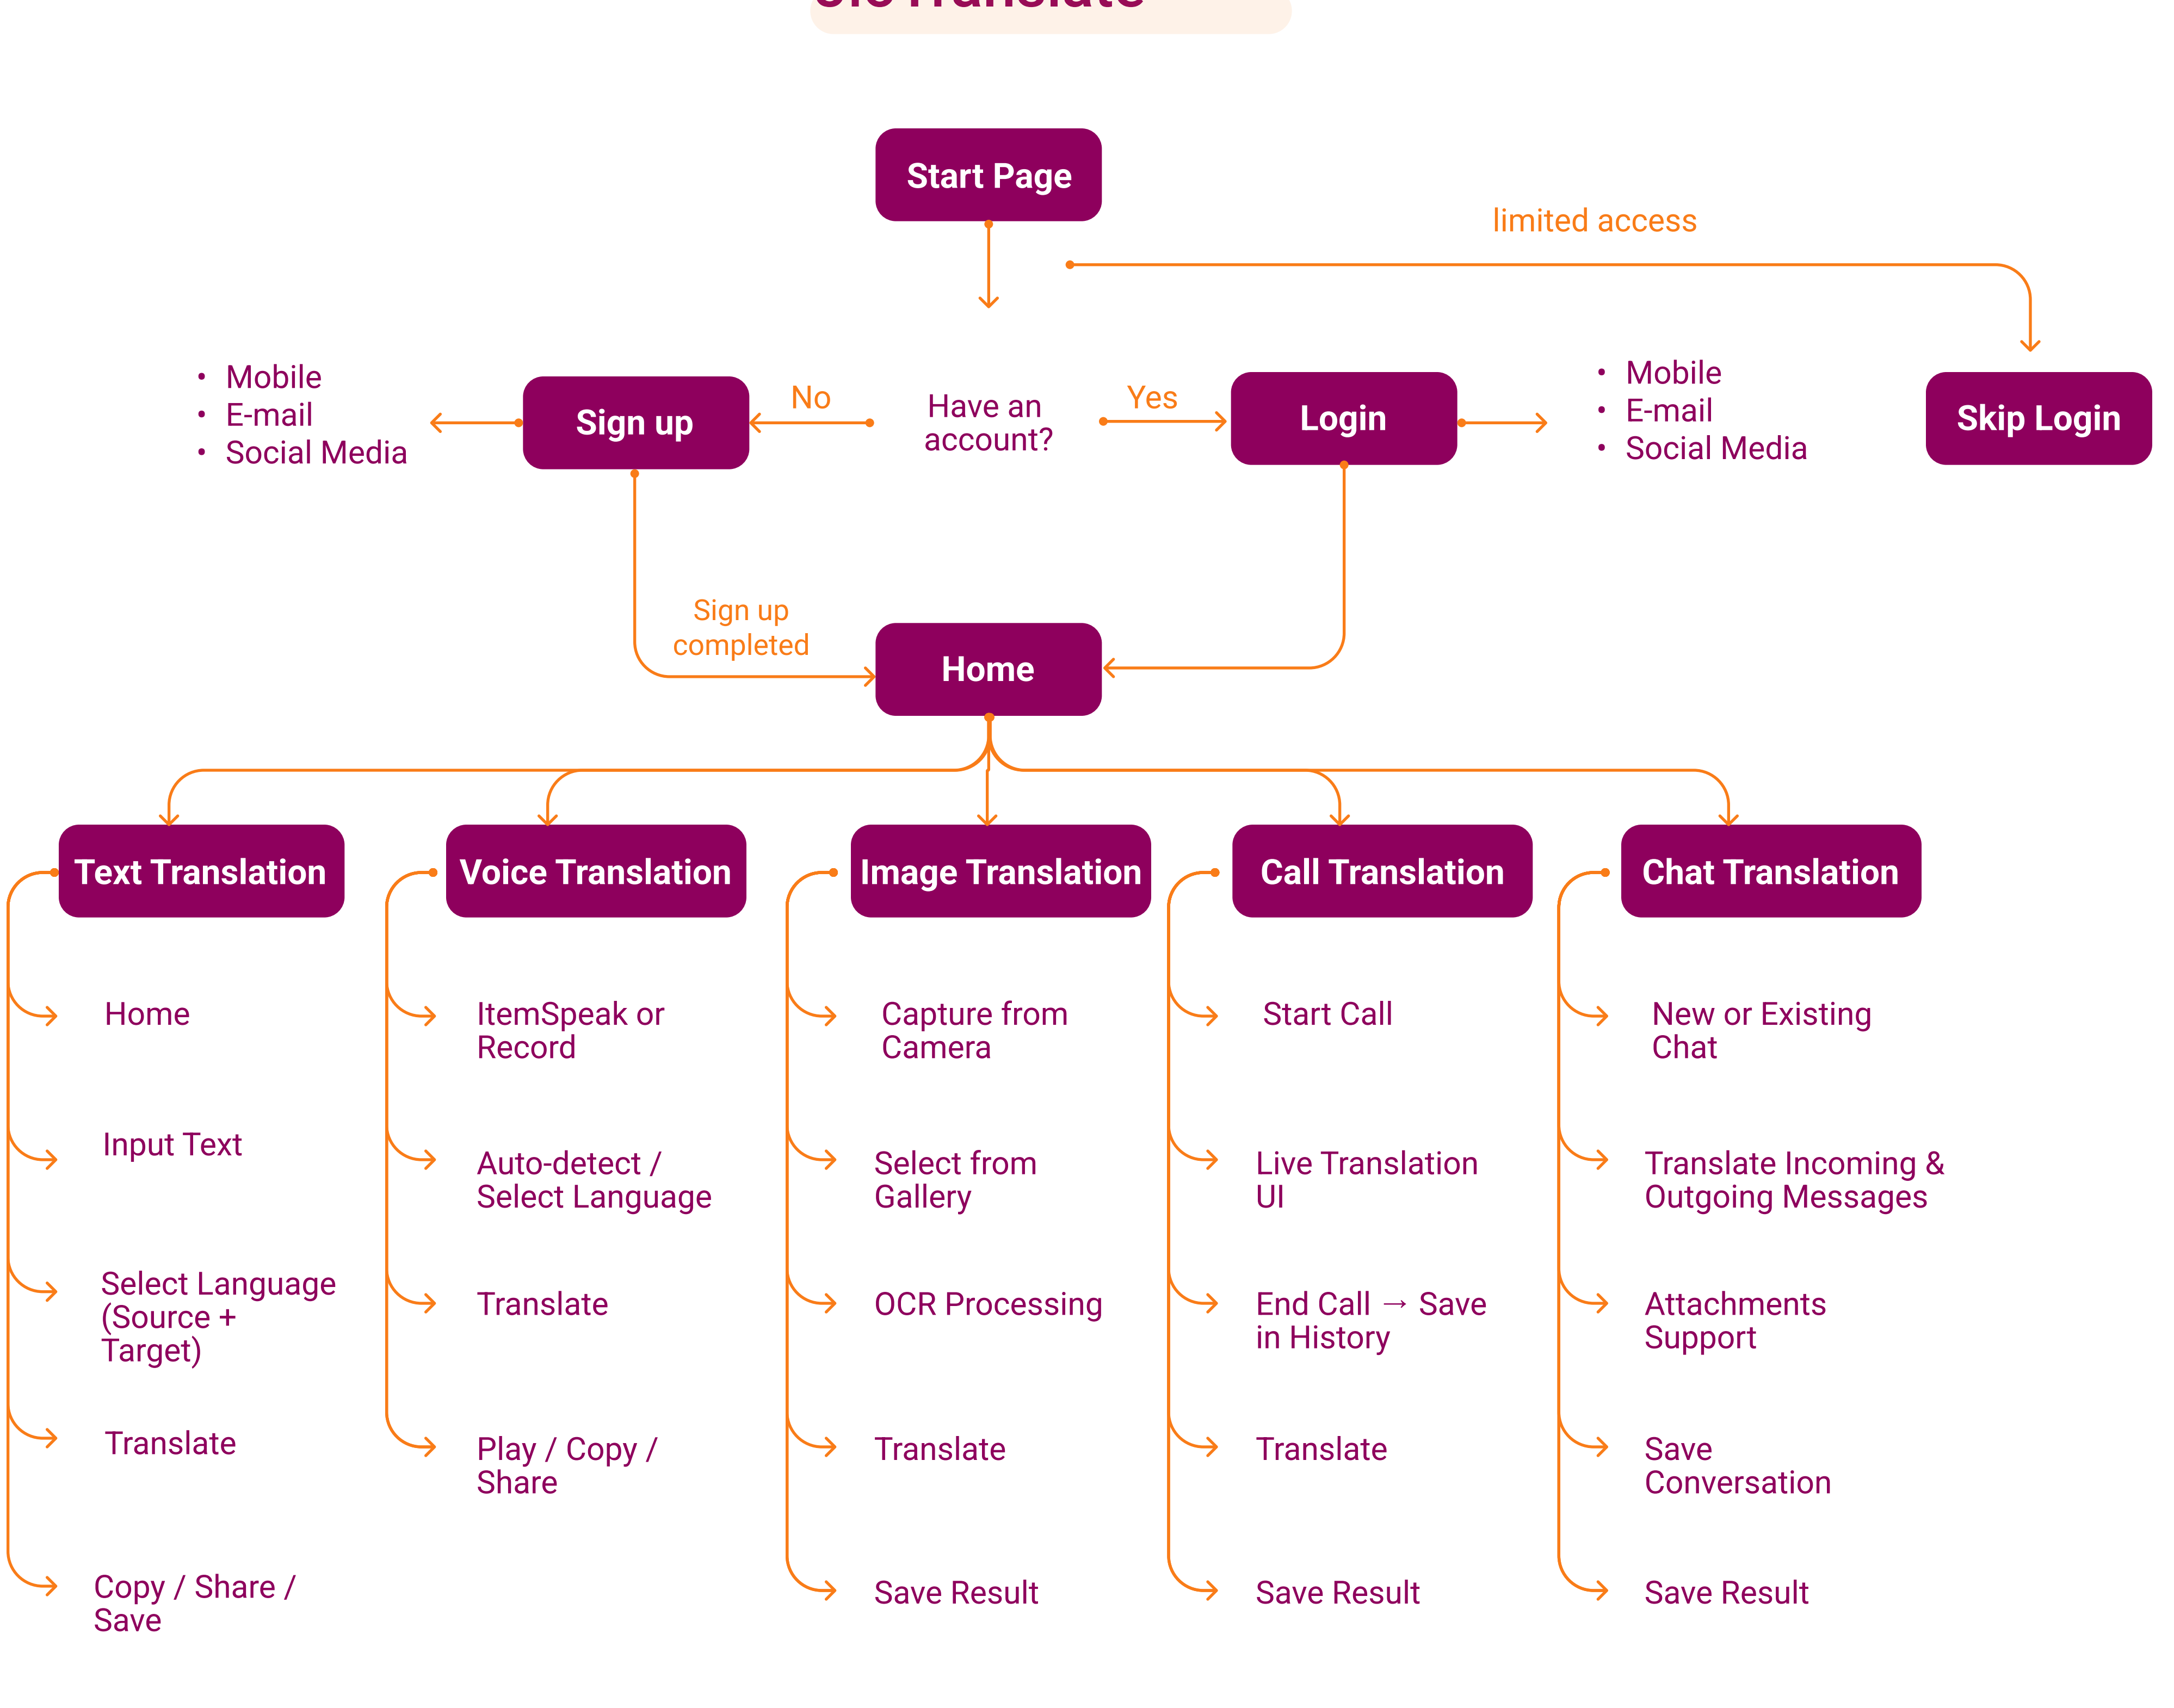 Translate
Start Page
limited access
• Mobile
• E-mail
• Social Media
Sign up
No
Have an
account?
Yes
Login
• Mobile
• E-mail
• Social Media
Skip Login
Sign up
completed
Home
Text Translation
Voice Translation
Image Translation
Call Translation
Chat Translation
Home
Input Text
Select Language
(Source +
Target)
Translate
Copy / Share /
Save
ItemSpeak or
Record
Auto-detect /
Select Language
Translate
Play / Copy /
Share
Capture from
Camera
Select from
Gallery
OCR Processing
Translate
Save Result
Start Call
Live Translation
UI
End Call → Save
in History
Translate
Save Result
New or Existing
Chat
Translate Incoming &
Outgoing Messages
Attachments
Support
Save
Conversation
Save Result